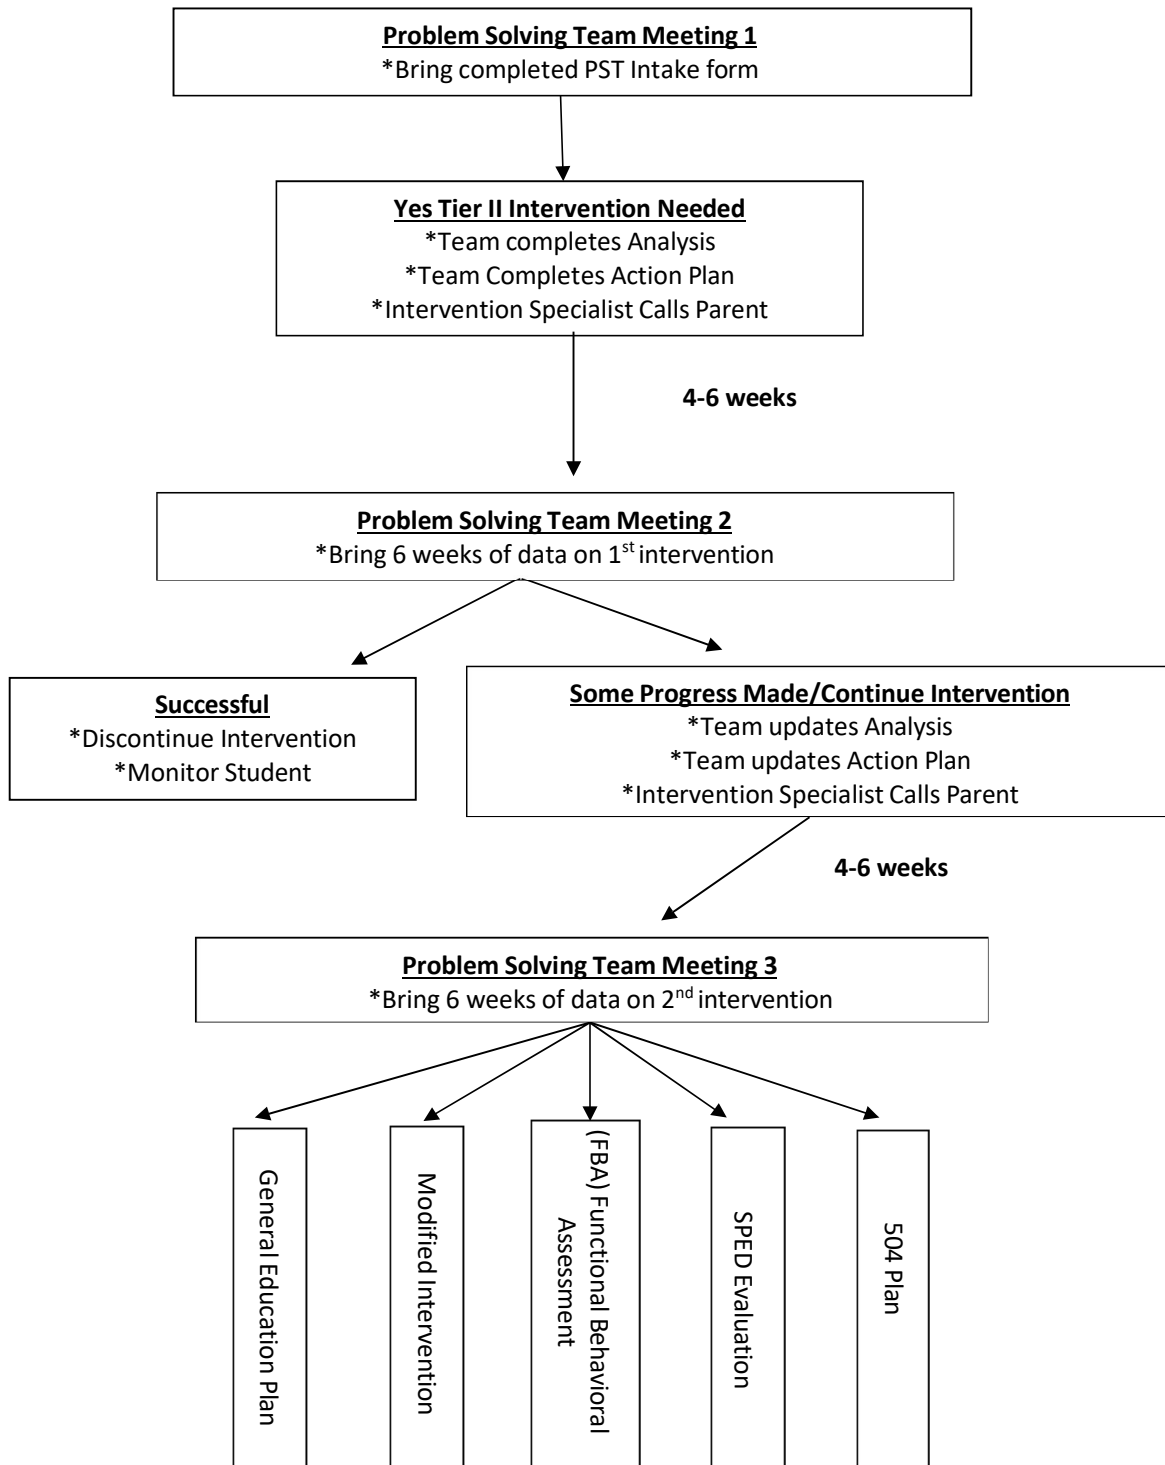 Problem Solving Team Meeting 1
*Bring completed PST Intake form
Yes Tier II Intervention Needed
*Team completes Analysis
*Team Completes Action Plan
*Intervention Specialist Calls Parent
4-6 weeks
Problem Solving Team Meeting 2
*Bring 6 weeks of data on 1st intervention
Successful
*Discontinue Intervention
*Monitor Student
Some Progress Made/Continue Intervention
*Team updates Analysis
*Team updates Action Plan
*Intervention Specialist Calls Parent
4-6 weeks
Problem Solving Team Meeting 3
*Bring 6 weeks of data on 2nd intervention
General Education Plan
Modified Intervention
(FBA) Functional Behavioral
Assessment
SPED Evaluation
504 Plan